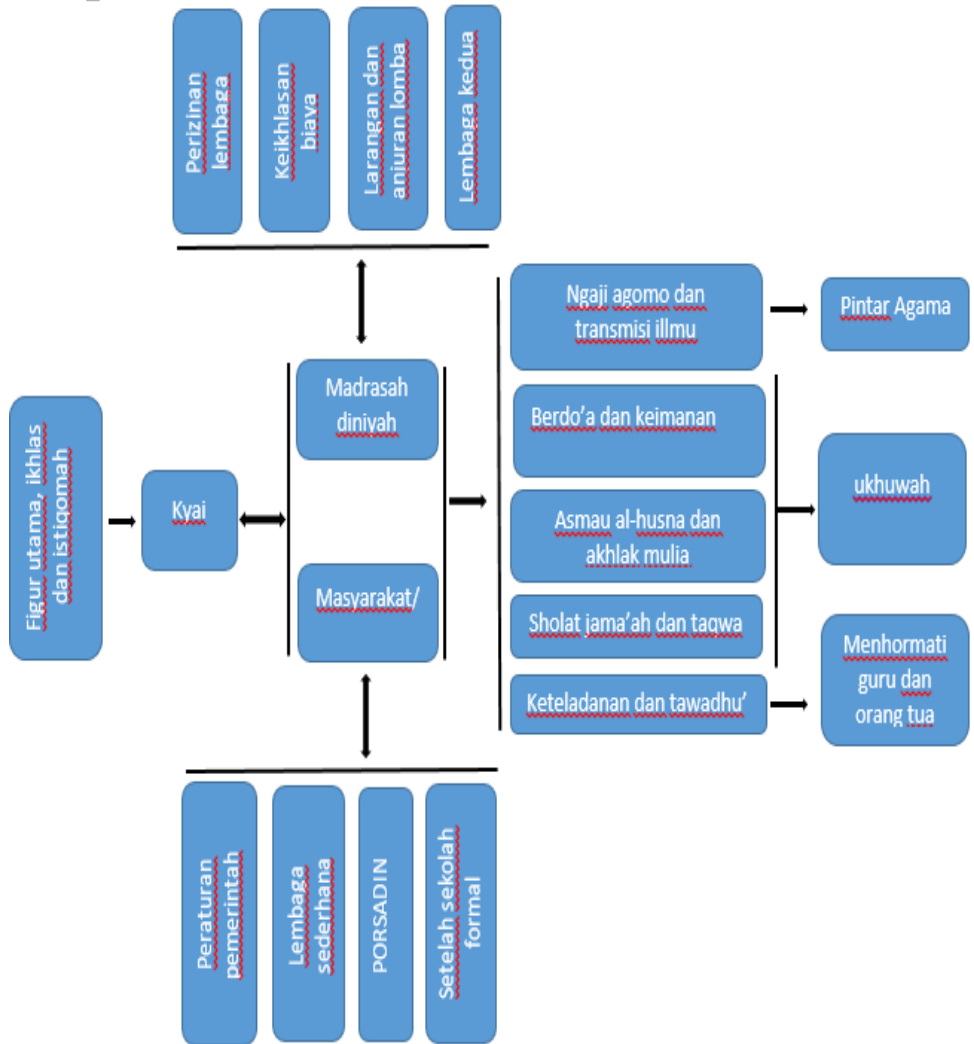 Perizinan
lembaga
Keikhlasan
biaya
Larangan dan
anjuran lomba
Lembaga kedua
Figur utama, ikhlas
dan istiqomah
Kyai
Madrasah
diniyah
Masyarakat/
Ngaji agomo dan
transmisi illmu
Pintar Agama
Berdo’a dan keimanan
Asmau al-husna dan
akhlak mulia
Sholat jama’ah dan taqwa
ukhuwah
Keteladanan dan tawadhu’
Menhormati
guru dan
orang tua
Peraturan
pemerintah
Lembaga
sederhana
PORSADIN
Setelah sekolah
formal